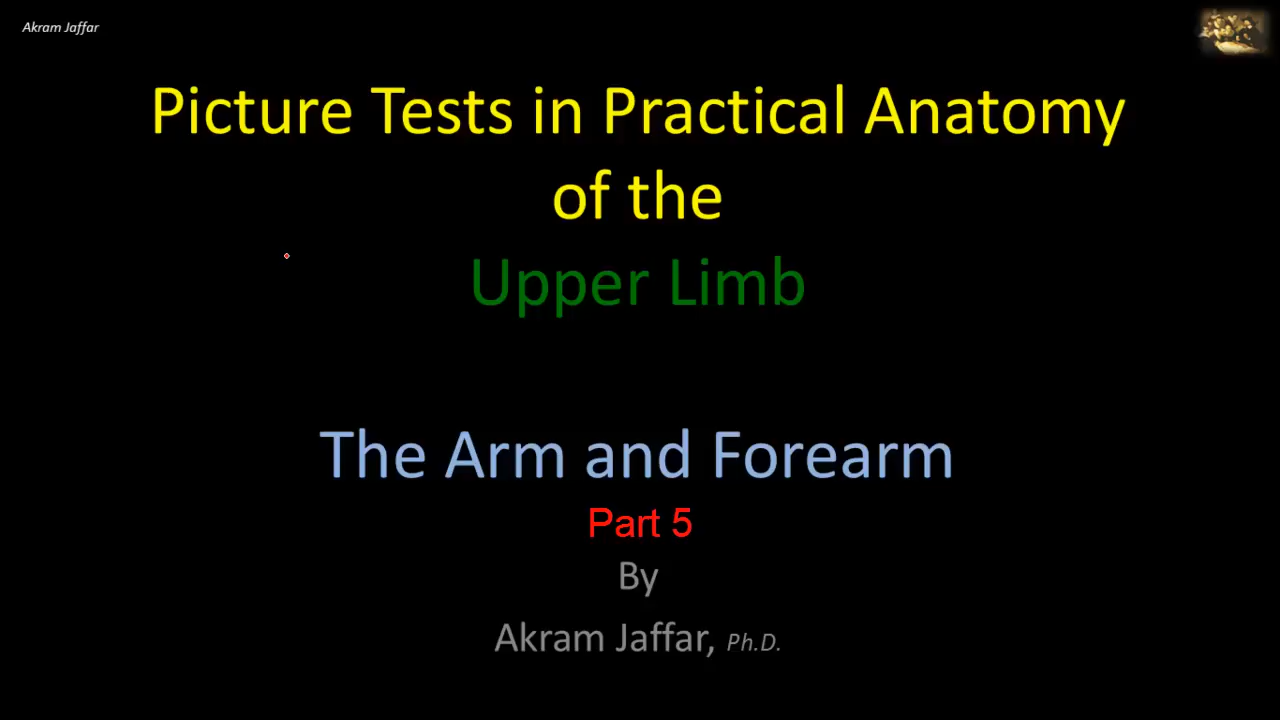 Akram Jaffar
Picture Tests in Practical Anatomy
of the
Upper Limb
The Arm and Forearm
Part 5
By
Akram Jaffar, Ph.D.